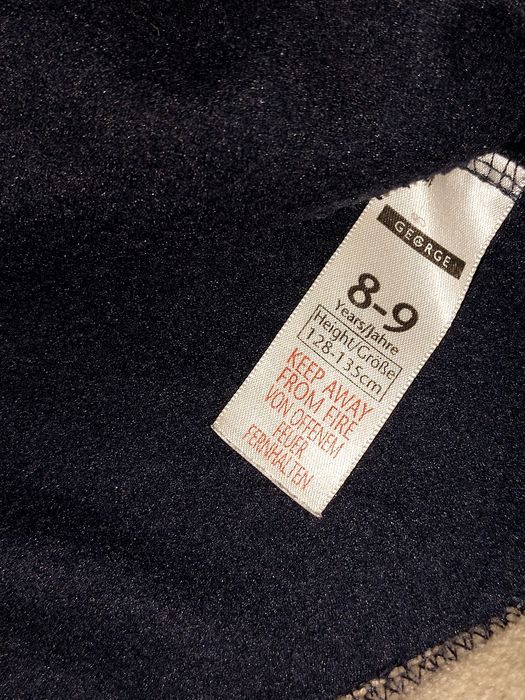 GEORGE
8-9
Years/Jahre
Height/Größe
128-135cm
KEEP AWAY
FROM FIRE
VON OFFENEM
FEUER
FERNHALTEN